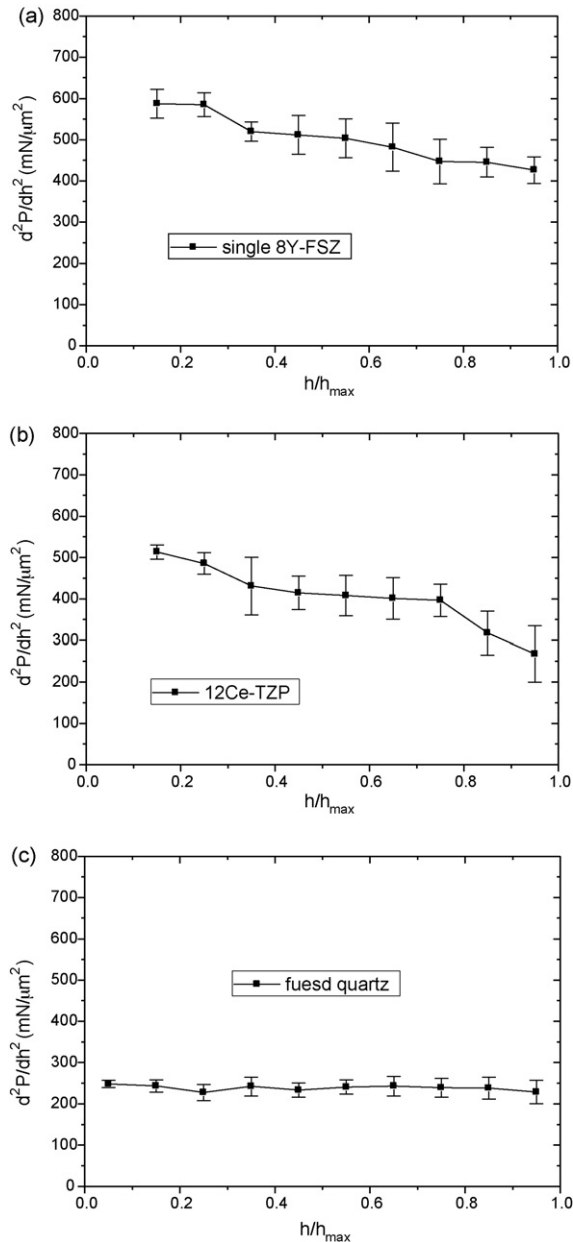 (a)
800
700
600
500
400
300
200
100
0
d²P/dh² (mN/μm²)
single 8Y-FSZ
0.0 0.2 0.4 0.6 0.8 1.0
h/hmax
(b)
800
700
600
500
400
300
200
100
0
d²P/dh² (mN/μm²)
12Ce-TZP
0.0 0.2 0.4 0.6 0.8 1.0
h/hmax
(c)
800
700
600
500
400
300
200
100
0
d²P/dh² (mN/μm²)
fuesd quartz
0.0 0.2 0.4 0.6 0.8 1.0
h/hmax